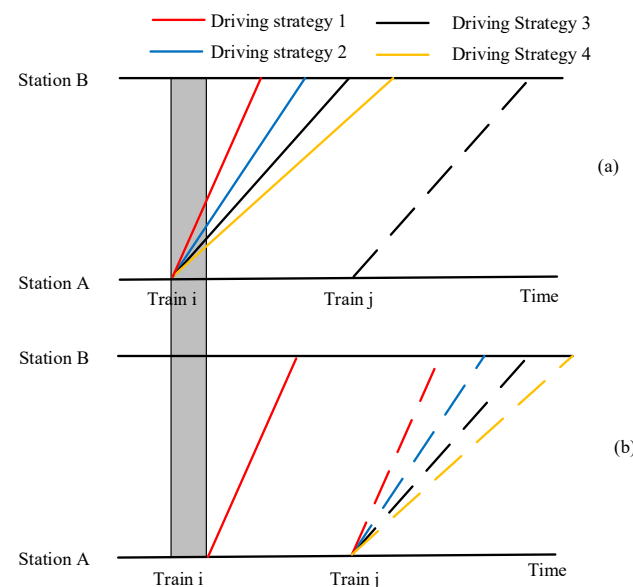 Driving strategy 1
Driving strategy 3
Driving strategy 2
Driving Strategy 4
Station B
(a)
Station A
Train i
Train j
Time
Station B
(b)
Station A
Train i
Train j
Time